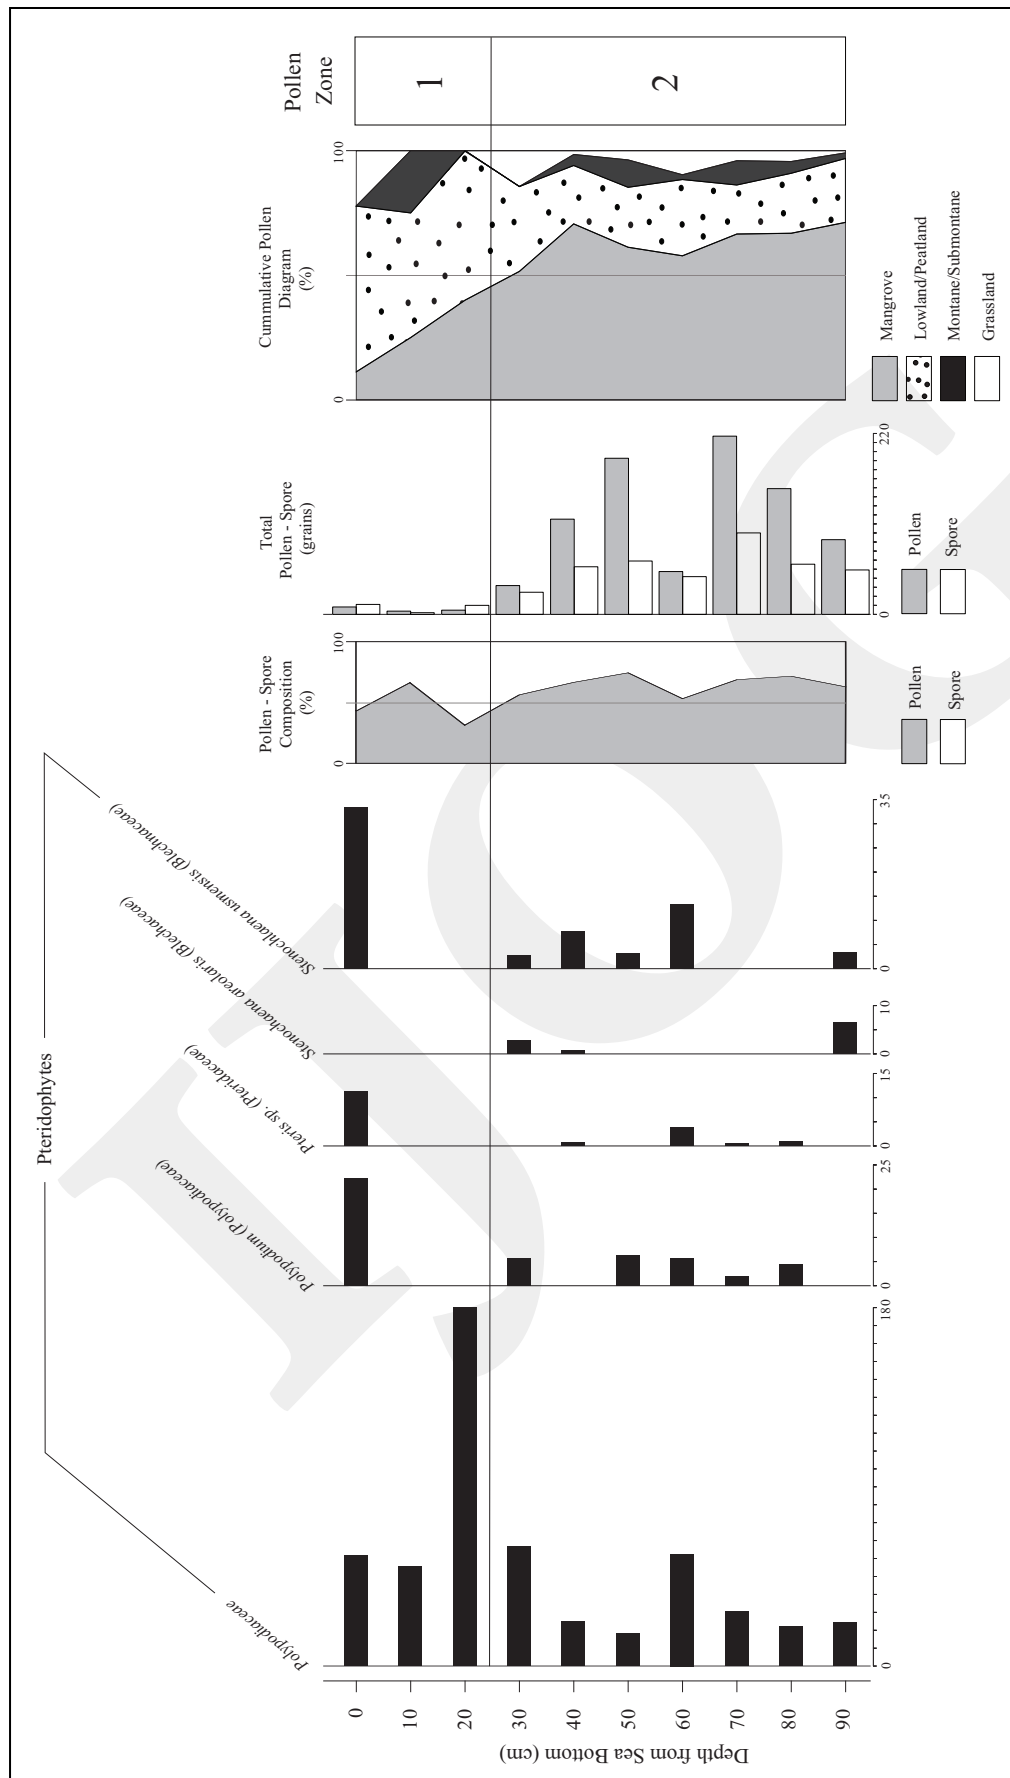 Pteridophytes
Polypodiaceae
Polypodium (Polypodiaceae)
Pteris sp. (Pteridaceae)
Stenochaena areolaris (Blechaceae)
Stenochlaena usmensis (Blechnaceae)
Pollen - Spore
Composition
(%)
Total
Pollen - Spore
(grains)
Cummulative Pollen
Diagram
(%)
Pollen
Zone
0
100
0
100
1
2
Depth from Sea Bottom (cm)
0
10
20
30
40
50
60
70
80
90
0
180
0
25
0
15
0
10
0
35
0
220
Pollen
Spore
Pollen
Spore
Mangrove
Lowland/Peatland
Montane/Submontane
Grassland
IJOG